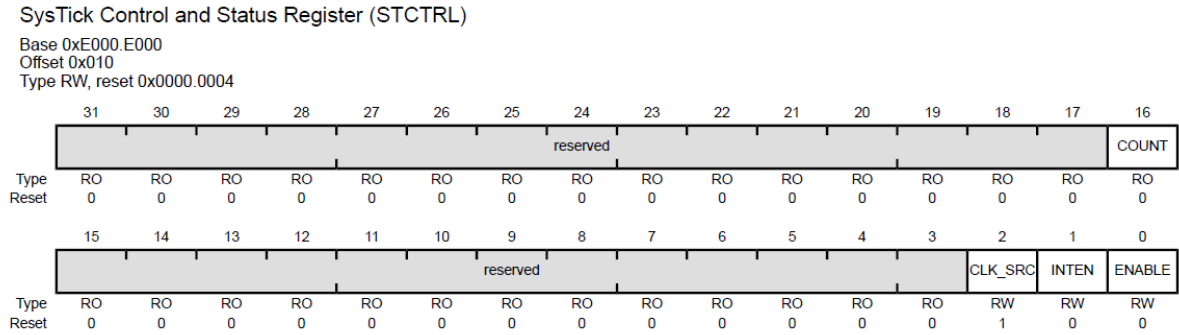 SysTick Control and Status Register (STCTRL)
Base 0xE000.E000
Offset 0x010
Type RW, reset 0x0000.0004
31 30 29 28 27 26 25 24 23 22 21 20 19 18 17 16
reserved COUNT
Type RO RO RO RO RO RO RO RO RO RO RO RO RO RO RO RO
Reset 0 0 0 0 0 0 0 0 0 0 0 0 0 0 0 0
15 14 13 12 11 10 9 8 7 6 5 4 3 2 1 0
reserved CLK_SRC INTEN ENABLE
Type RO RO RO RO RO RO RO RO RO RO RO RO RO RW RW RW
Reset 0 0 0 0 0 0 0 0 0 0 0 0 0 1 0 0